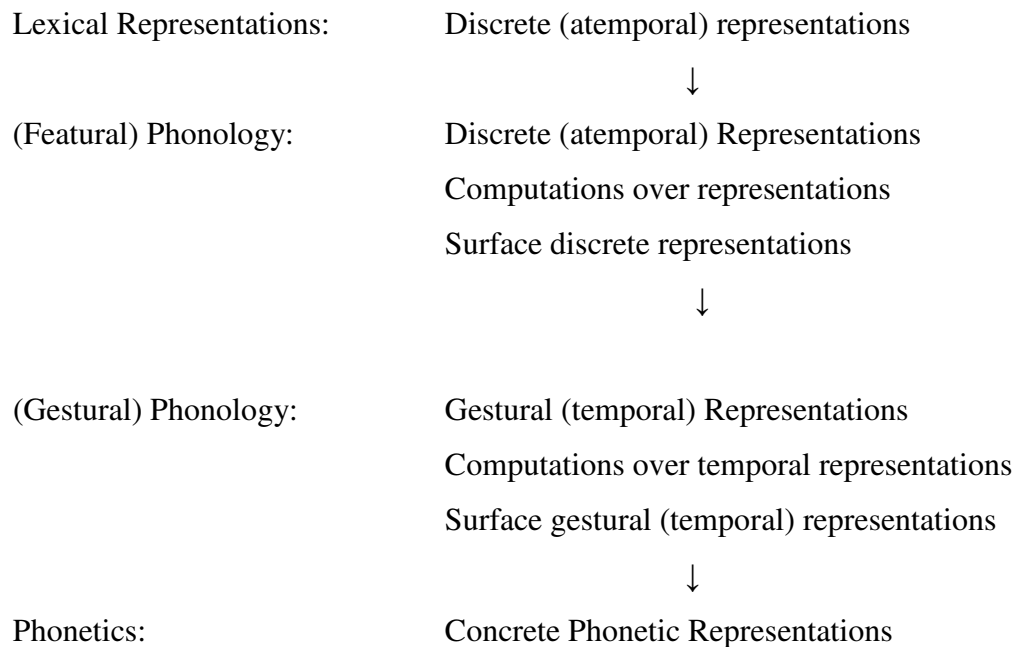 Lexical Representations: Discrete (atemporal) representations
↓
(Featural) Phonology: Discrete (atemporal) Representations
Computations over representations
Surface discrete representations
↓
(Gestural) Phonology: Gestural (temporal) Representations
Computations over temporal representations
Surface gestural (temporal) representations
↓
Phonetics: Concrete Phonetic Representations